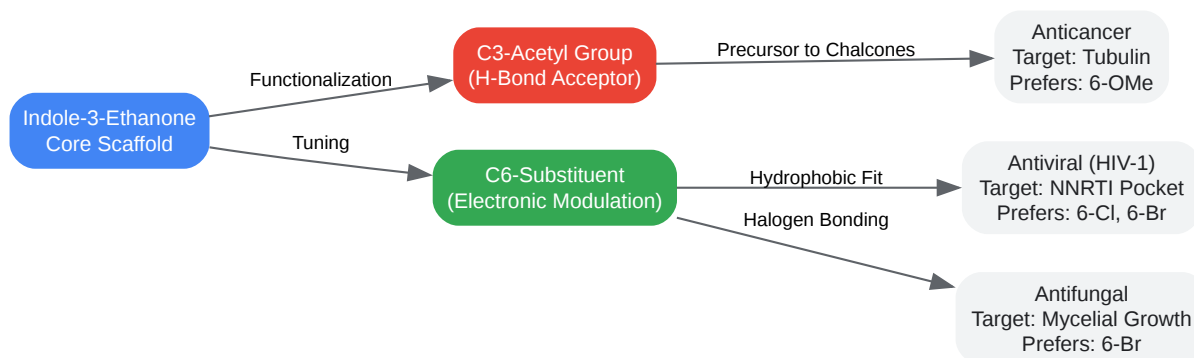 Indole-3-Ethanone
Core Scaffold
Functionalization
Tuning
C3-Acetyl Group
(H-Bond Acceptor)
C6-Substituent
(Electronic Modulation)
Precursor to Chalcones
Hydrophobic Fit
Halogen Bonding
Anticancer
Target: Tubulin
Prefers: 6-OMe
Antiviral (HIV-1)
Target: NNRTI Pocket
Prefers: 6-Cl, 6-Br
Antifungal
Target: Mycelial Growth
Prefers: 6-Br